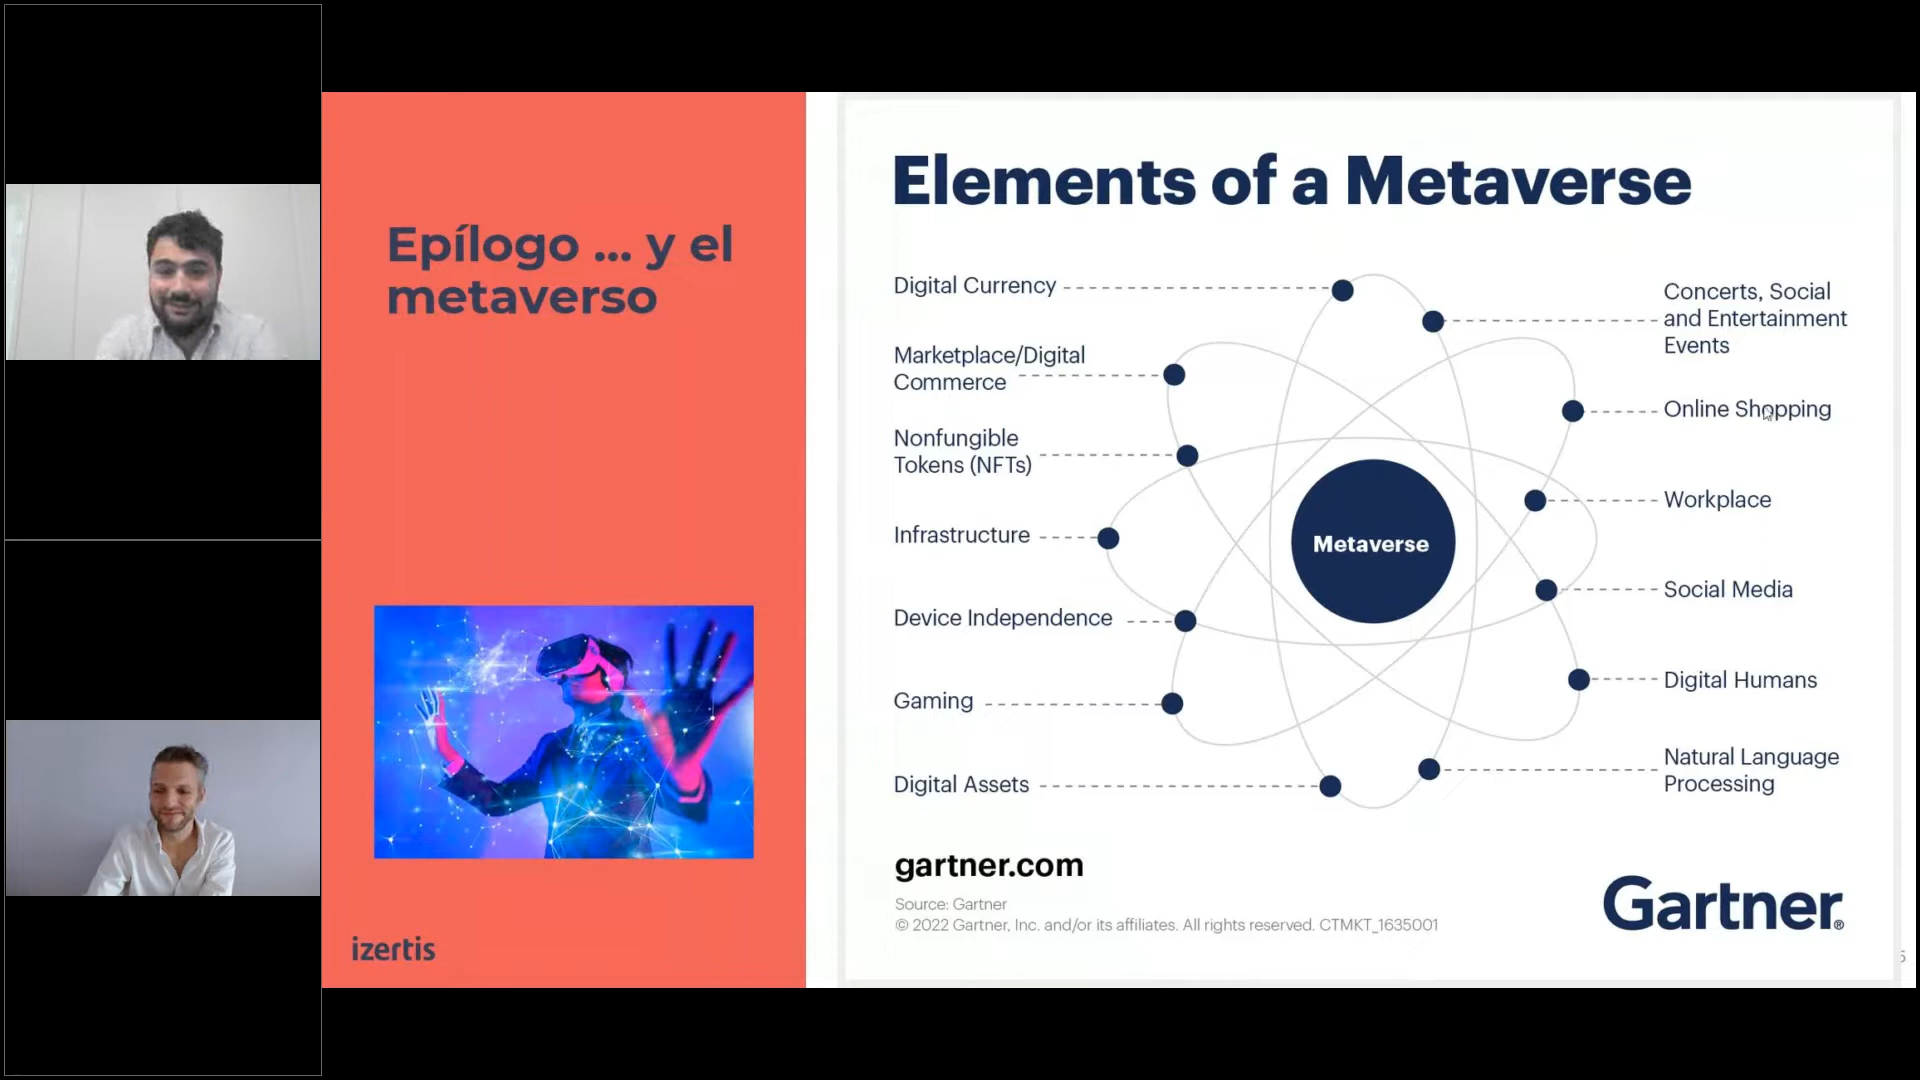 Epílogo ... y el
metaverso
izertis
Elements of a Metaverse
Digital Currency
Marketplace/Digital
Commerce
Nonfungible
Tokens (NFTs)
Infrastructure
Device Independence
Gaming
Digital Assets
Metaverse
Concerts, Social
and Entertainment
Events
Online Shopping
Workplace
Social Media
Digital Humans
Natural Language
Processing
gartner.com
Source: Gartner
© 2022 Gartner, Inc. and/or its affiliates. All rights reserved. CTMKT_1635001
Gartner®